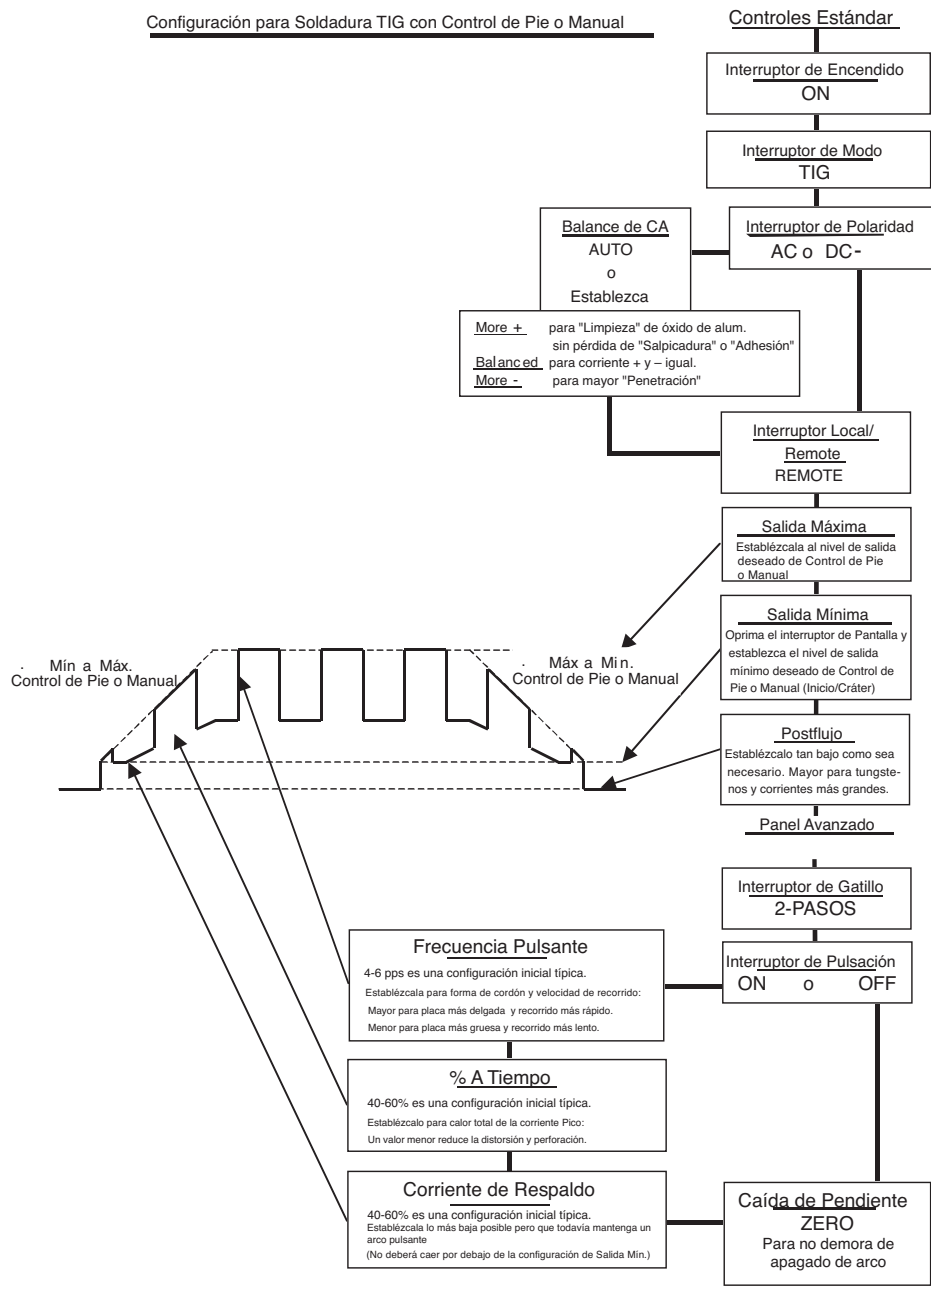 Configuración para Soldadura TIG con Control de Pie o Manual
Controles Estándar
Interruptor de Encendido
ON
Interruptor de Modo
TIG
Interruptor de Polaridad
AC o DC-
Balance de CA
AUTO
o
Establezca
More + para "Limpieza" de óxido de alum.
sin pérdida de "Salpicadura" o "Adhesión"
Balanced para corriente + y – igual.
More - para mayor "Penetración"
Interruptor Local/
Remote
REMOTE
Salida Máxima
Establézcala al nivel de salida
deseado de Control de Pie
o Manual
Salida Mínima
Oprima el interruptor de Pantalla y
establezca el nivel de salida
mínimo deseado de Control de
Pie o Manual (Inicio/Cráter)
Mín a Máx.
Control de Pie o Manual
Máx a Min.
Control de Pie o Manual
Postflujo
Establézcalo tan bajo como sea
necesario. Mayor para tungste-
nos y corrientes más grandes.
Panel Avanzado
Interruptor de Gatillo
2-PASOS
Interruptor de Pulsación
ON o OFF
Frecuencia Pulsante
4-6 pps es una configuración inicial típica.
Establézcala para forma de cordón y velocidad de recorrido:
Mayor para placa más delgada y recorrido más rápido.
Menor para placa más gruesa y recorrido más lento.
% A Tiempo
40-60% es una configuración inicial típica.
Establézcalo para calor total de la corriente Pico:
Un valor menor reduce la distorsión y perforación.
Corriente de Respaldo
40-60% es una configuración inicial típica.
Establézcala lo más baja posible pero que todavía mantenga un
arco pulsante
(No deberá caer por debajo de la configuración de Salida Mín.)
Caída de Pendiente
ZERO
Para no demora de
apagado de arco